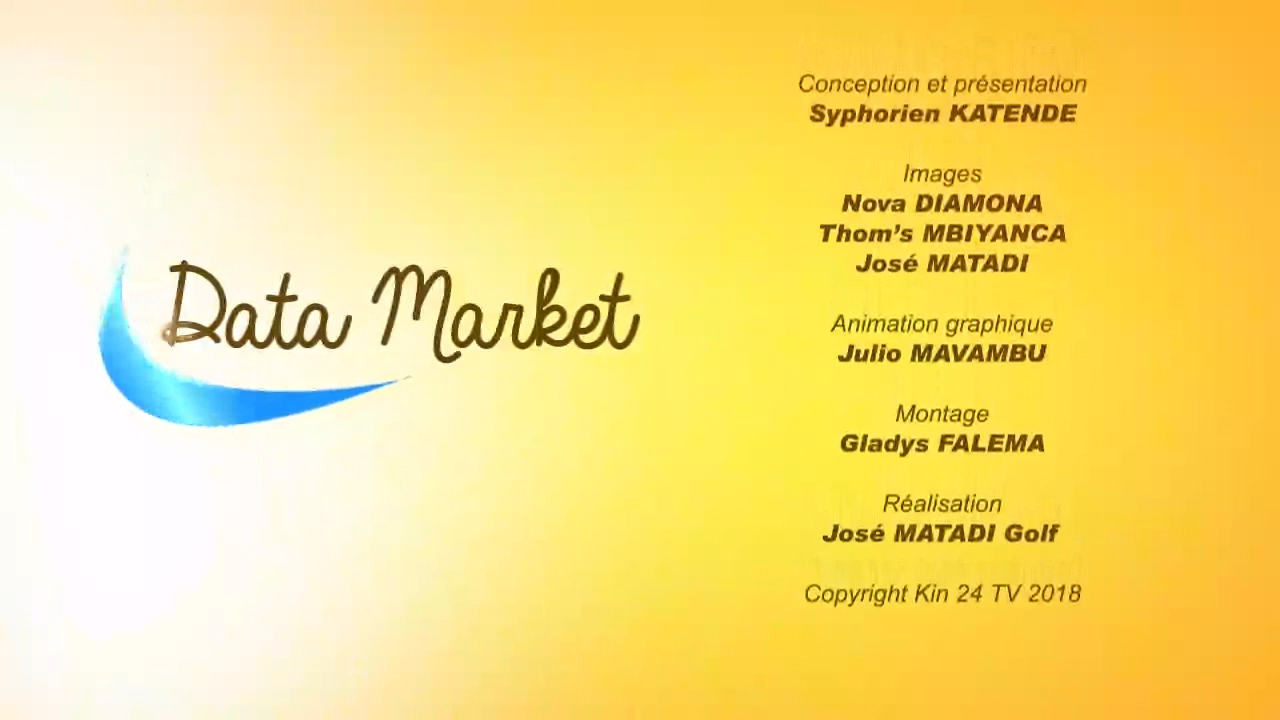 Data Market
Conception et présentation
Syphorien KATENDE
Images
Nova DIAMONA
Thom's MBIYANCA
José MATADI
Animation graphique
Julio MAVAMBU
Montage
Gladys FALEMA
Réalisation
José MATADI Golf
Copyright Kin 24 TV 2018